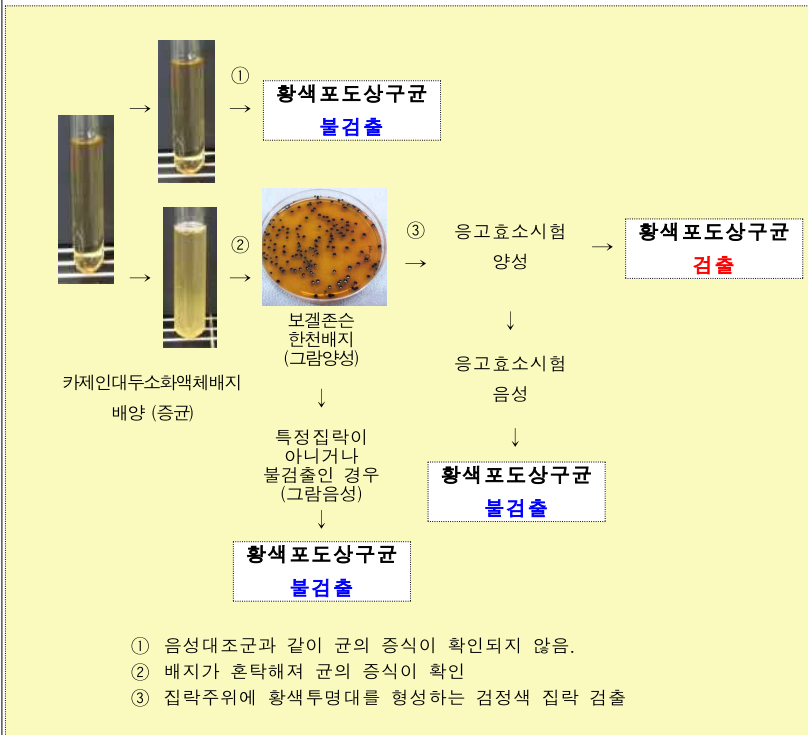 ①
→ →
황색포도상구균
불검출
→ ② →
보겔존슨
한천배지
(그람양성)
③
→
응고효소시험
양성
→
황색포도상구균
검출
↓
응고효소시험
음성
↓
황색포도상구균
불검출
카제인대두소화액체배지
배양 (증균)
↓
특정집락이
아니거나
불검출인 경우
(그람음성)
↓
황색포도상구균
불검출
① 음성대조군과 같이 균의 증식이 확인되지 않음.
② 배지가 혼탁해져 균의 증식이 확인
③ 집락주위에 황색투명대를 형성하는 검정색 집락 검출